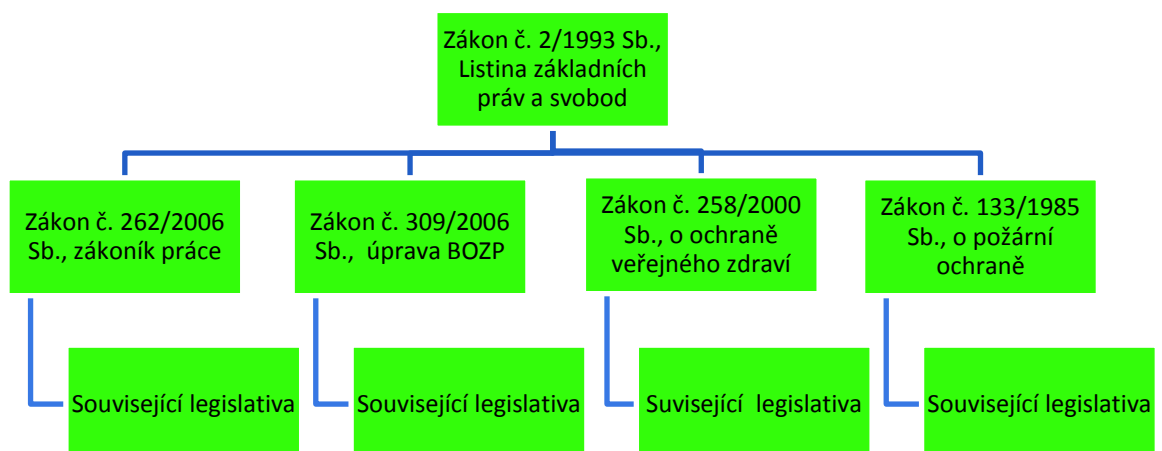 Zákon č. 2/1993 Sb.,
Listina základních
práv a svobod
Zákon č. 262/2006
Sb., zákoník práce
Zákon č. 309/2006
Sb.,  úprava BOZP
Zákon č. 258/2000
Sb., o ochraně
veřejného zdraví
Zákon č. 133/1985
Sb., o požární
ochraně
Související legislativa
Související legislativa
Suvisející  legislativa
Související legislativa